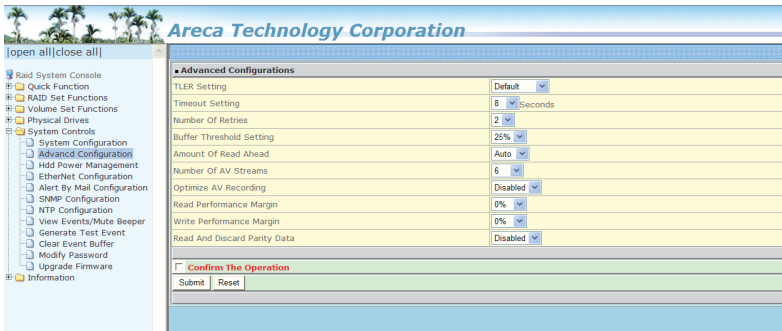 Areca Technology Corporation
|open all|close all|
Raid System Console
Quick Function
RAID Set Functions
Volume Set Functions
Physical Drives
System Controls
System Configuration
Advancd Configuration
Hdd Power Management
EtherNet Configuration
Alert By Mail Configuration
SNMP Configuration
NTP Configuration
View Events/Mute Beeper
Generate Test Event
Clear Event Buffer
Modify Password
Upgrade Firmware
Information
Advanced Configurations
TLER Setting Default
Timeout Setting 8 Seconds
Number Of Retries 2
Buffer Threshold Setting 25%
Amount Of Read Ahead Auto
Number Of AV Streams 6
Optimize AV Recording Disabled
Read Performance Margin 0%
Write Performance Margin 0%
Read And Discard Parity Data Disabled
Confirm The Operation
Submit Reset